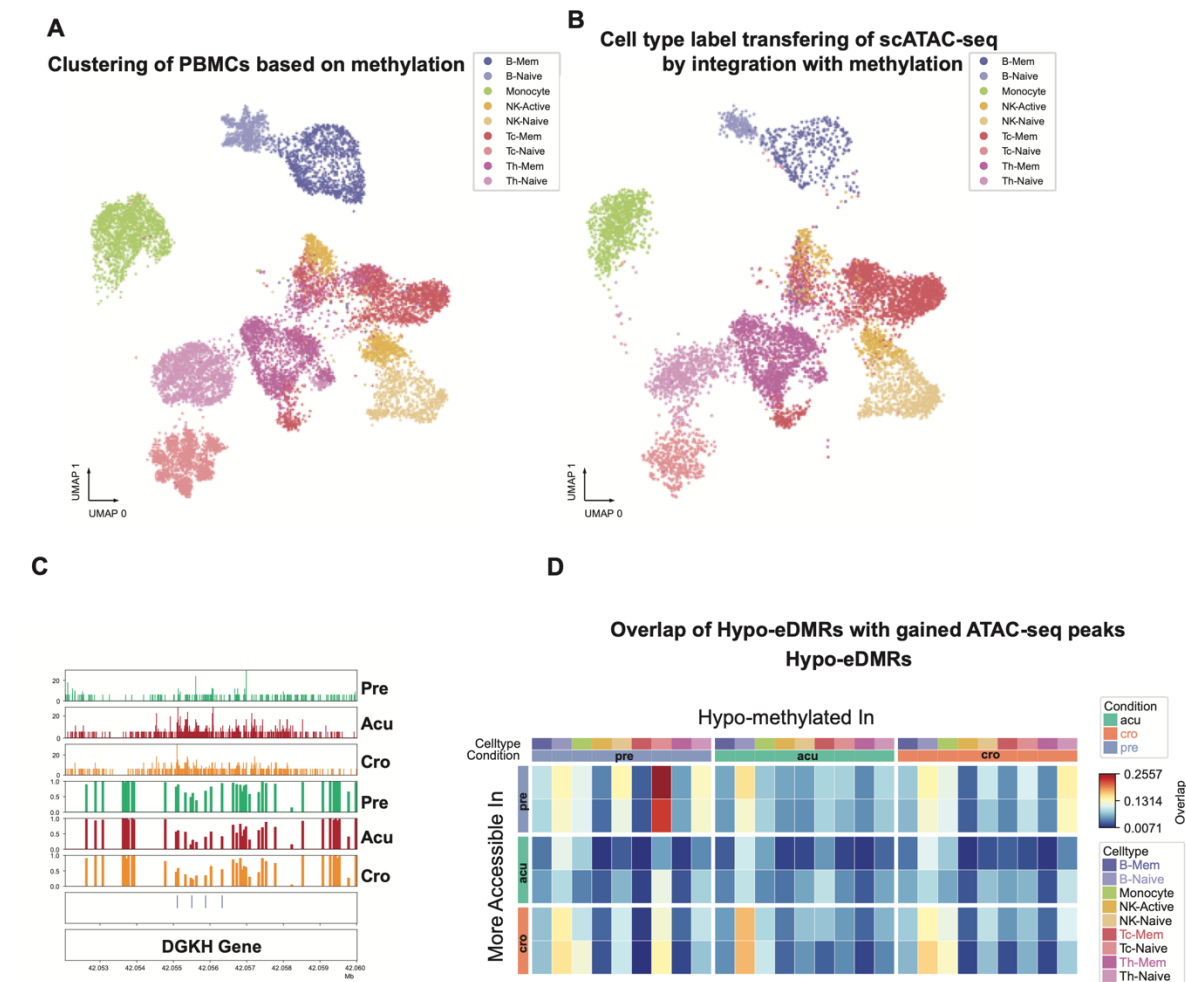 A
Clustering of PBMCs based on methylation
B-Mem
B-Naive
Monocyte
NK-Active
NK-Naive
Tc-Mem
Tc-Naive
Th-Mem
Th-Naive
UMAP 1
UMAP 0
B
Cell type label transfering of scATAC-seq
by integration with methylation
B-Mem
B-Naive
Monocyte
NK-Active
NK-Naive
Tc-Mem
Tc-Naive
Th-Mem
Th-Naive
UMAP 1
UMAP 0
C
20
0
Pre
20
0
Acu
20
0
Cro
1.0
0.5
0.0
Pre
1.0
0.5
0.0
Acu
1.0
0.5
0.0
Cro
DGKH Gene
42.053 42.054 42.055 42.056 42.057 42.058 42.059 42.060
Mb
D
Overlap of Hypo-eDMRs with gained ATAC-seq peaks
Hypo-eDMRs
Hypo-methylated In
Celltype
Condition
pre acu cro
More Accessible In
pre
acu
cro
Condition
acu
cro
pre
0.2557
0.1314
0.0071
Overlap
Celltype
B-Mem
B-Naive
Monocyte
NK-Active
NK-Naive
Tc-Mem
Tc-Naive
Th-Mem
Th-Naive